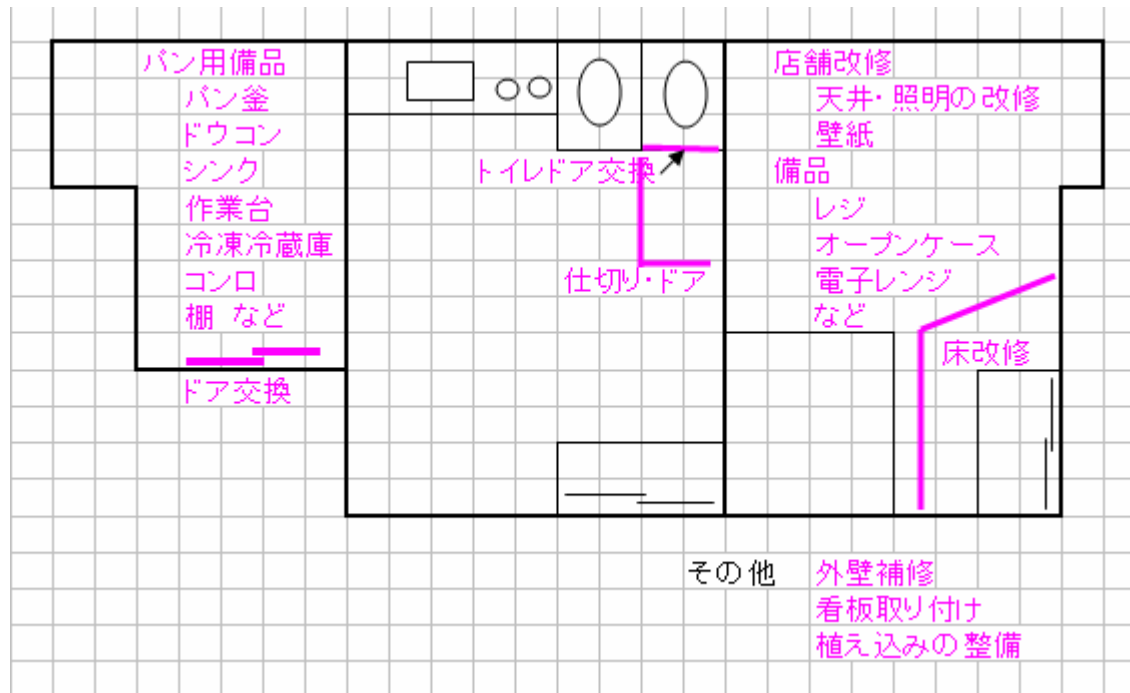 パン用備品
パン釜
ドウコン
シンク
作業台
冷凍冷蔵庫
コンロ
棚 など
ドア交換
トイレドア交換
仕切り・ドア
店舗改修
天井・照明の改修
壁紙
備品
レジ
オープンケース
電子レンジ
など
床改修
その他 外壁補修
看板取り付け
植え込みの整備